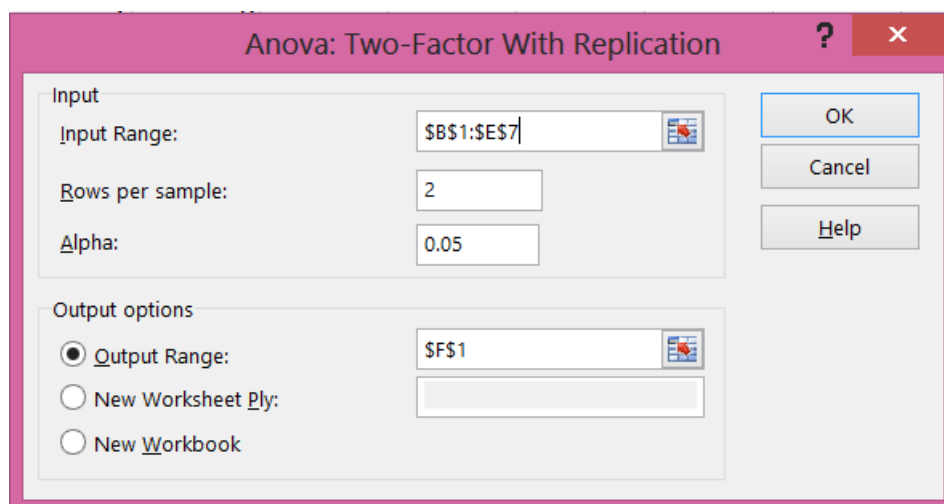 Anova: Two-Factor With Replication
?
x
Input
Input Range:
$B$1:$E$7
Rows per sample:
2
Alpha:
0.05
OK
Cancel
Help
Output options
Output Range:
$F$1
New Worksheet Ply:
New Workbook